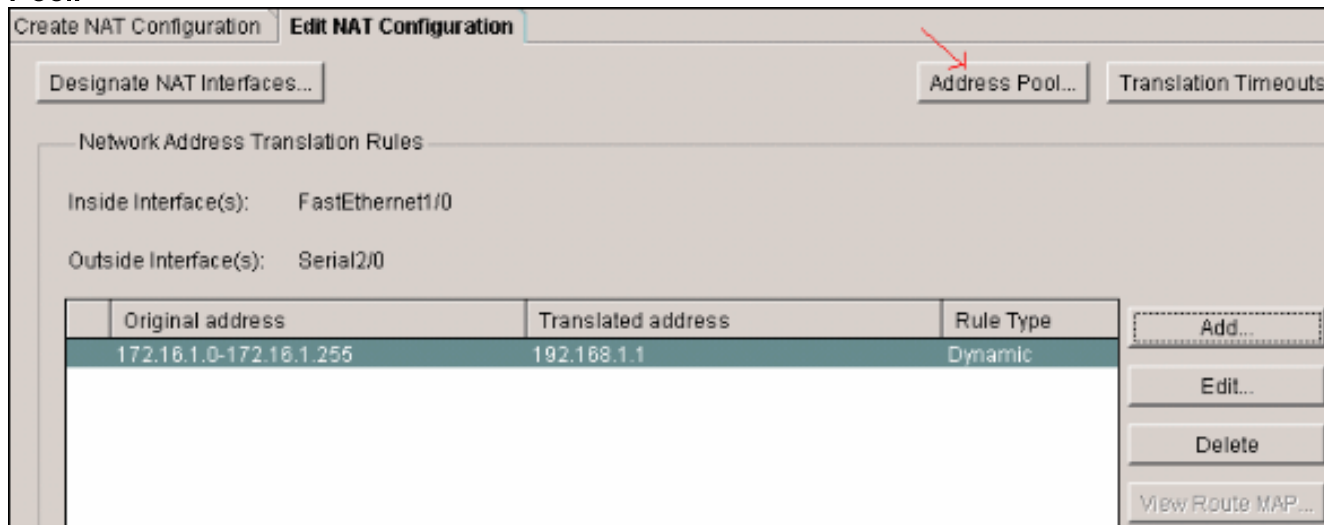 Create NAT Configuration Edit NAT Configuration
Designate NAT Interfaces... Address Pool... Translation Timeouts
Network Address Translation Rules
Inside Interface(s): FastEthernet1/0
Outside Interface(s): Serial2/0
Original address Translated address Rule Type
172.16.1.0-172.16.1.255 192.168.1.1 Dynamic
Add...
Edit...
Delete
View Route MAP...